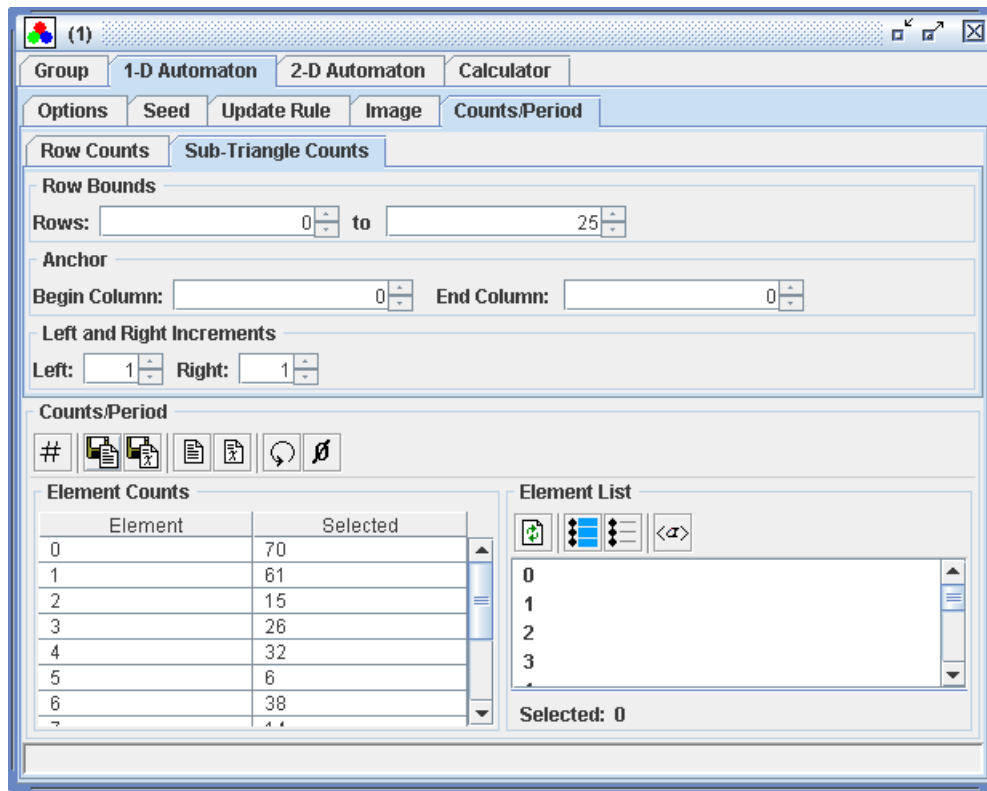 (1)
Group 1-D Automaton 2-D Automaton Calculator
Options Seed Update Rule Image Counts/Period
Row Counts Sub-Triangle Counts
Row Bounds
Rows: 0 to 25
Anchor
Begin Column: 0 End Column: 0
Left and Right Increments
Left: 1 Right: 1
Counts/Period
# Ø
Element Counts
Element Selected
0 70
1 61
2 15
3 26
4 32
5 6
6 38
Element List
<α>
0
1
2
3
Selected: 0